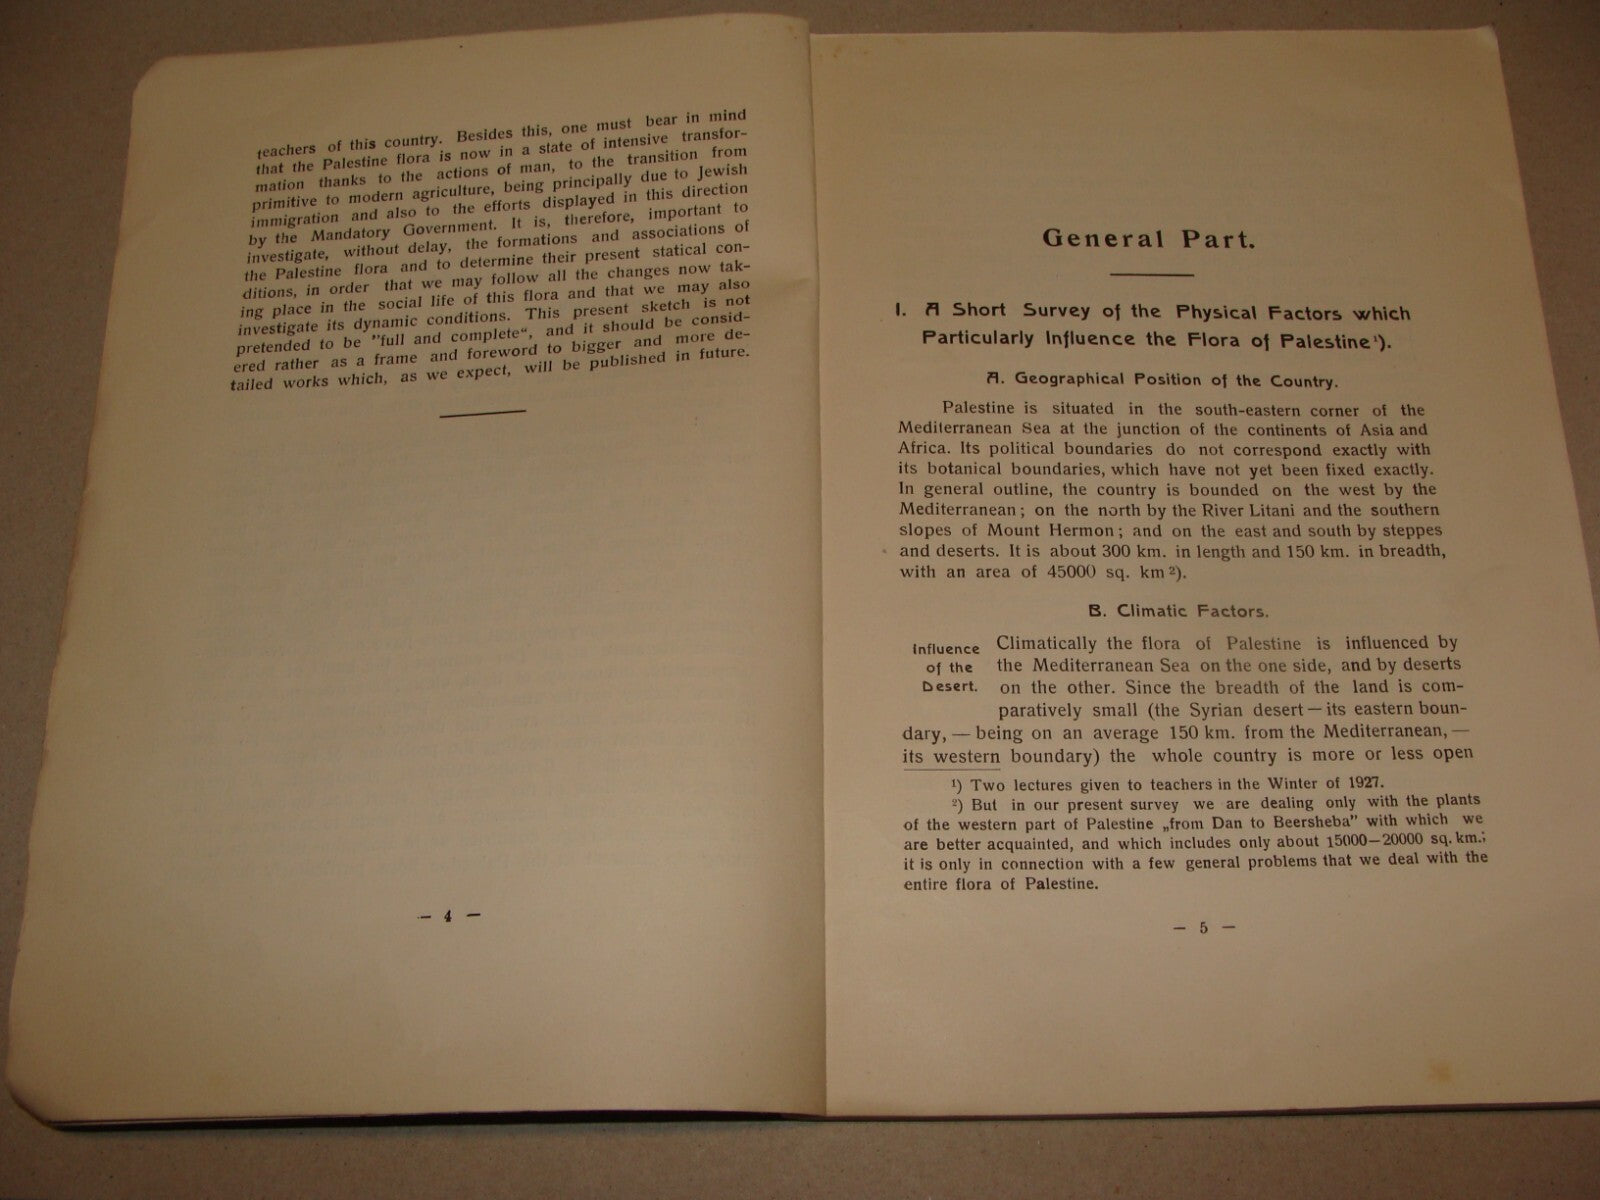 teachers of this country. Besides this, one must bear in mind
that the Palestine flora is now in a state of intensive transfor-
mation thanks to the actions of man, to the transition from
primitive to modern agriculture, being principally due to Jewish
immigration and also to the efforts displayed in this direction
by the Mandatory Government. It is, therefore, important to
investigate, without delay, the formations and associations of
the Palestine flora and to determine their present statical con-
ditions, in order that we may follow all the changes now tak-
ing place in the social life of this flora and that we may also
investigate its dynamic conditions. This present sketch is not
pretended to be "full and complete“, and it should be consid-
ered rather as a frame and foreword to bigger and more de-
tailed works which, as we expect, will be published in future.
— 4 —
General Part.
I. A Short Survey of the Physical Factors which
Particularly Influence the Flora of Palestine¹).
A. Geographical Position of the Country.
Palestine is situated in the south-eastern corner of the
Mediterranean Sea at the junction of the continents of Asia and
Africa. Its political boundaries do not correspond exactly with
its botanical boundaries, which have not yet been fixed exactly.
In general outline, the country is bounded on the west by the
Mediterranean; on the north by the River Litani and the southern
slopes of Mount Hermon; and on the east and south by steppes
and deserts. It is about 300 km. in length and 150 km. in breadth,
with an area of 45000 sq. km²).
B. Climatic Factors.
Influence
of the
Desert.
Climatically the flora of Palestine is influenced by
the Mediterranean Sea on the one side, and by deserts
on the other. Since the breadth of the land is com-
paratively small (the Syrian desert — its eastern boun-
dary, — being on an average 150 km. from the Mediterranean, —
its western boundary) the whole country is more or less open
¹) Two lectures given to teachers in the Winter of 1927.
²) But in our present survey we are dealing only with the plants
of the western part of Palestine „from Dan to Beersheba” with which we
are better acquainted, and which includes only about 15000—20000 sq. km.;
it is only in connection with a few general problems that we deal with the
entire flora of Palestine.
— 5 —